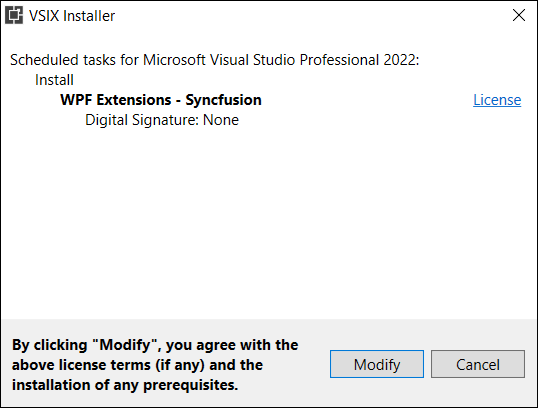 VSIX Installer
Scheduled tasks for Microsoft Visual Studio Professional 2022:
Install
WPF Extensions - Syncfusion License
Digital Signature: None
By clicking "Modify", you agree with the
above license terms (if any) and the
installation of any prerequisites.
Modify Cancel